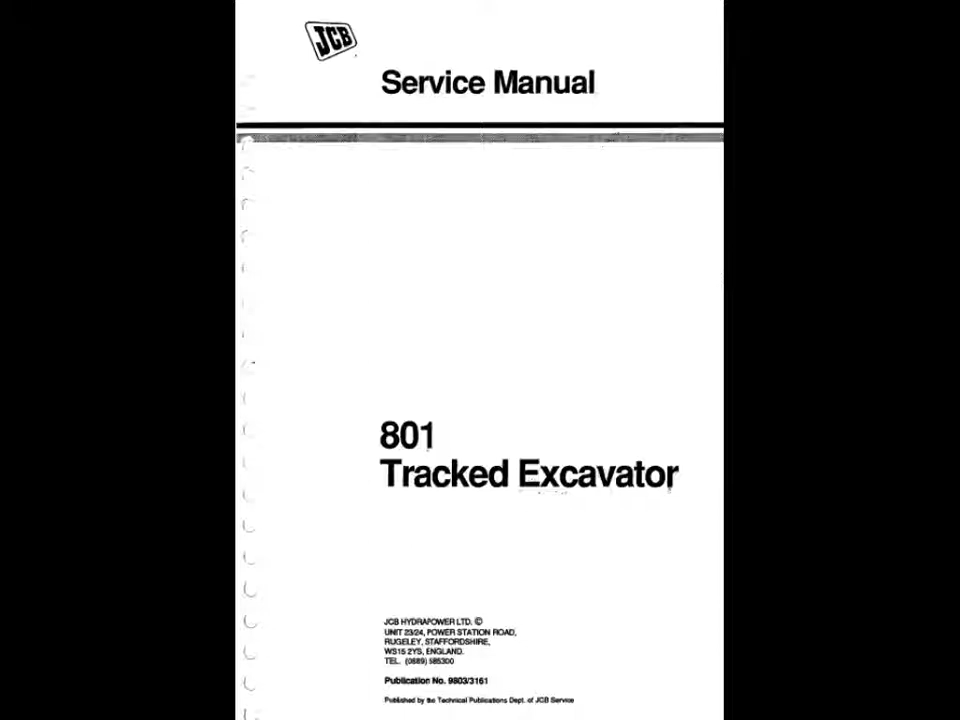 JCB
Service Manual
801
Tracked Excavator
JCB HYDRAPOWER LTD. ©
UNIT 23/24, POWER STATION ROAD,
RUGELEY, STAFFORDSHIRE,
WS15 2YS, ENGLAND.
TEL. (0889) 585300
Publication No. 9803/3161
Published by the Technical Publications Dept. of JCB Service